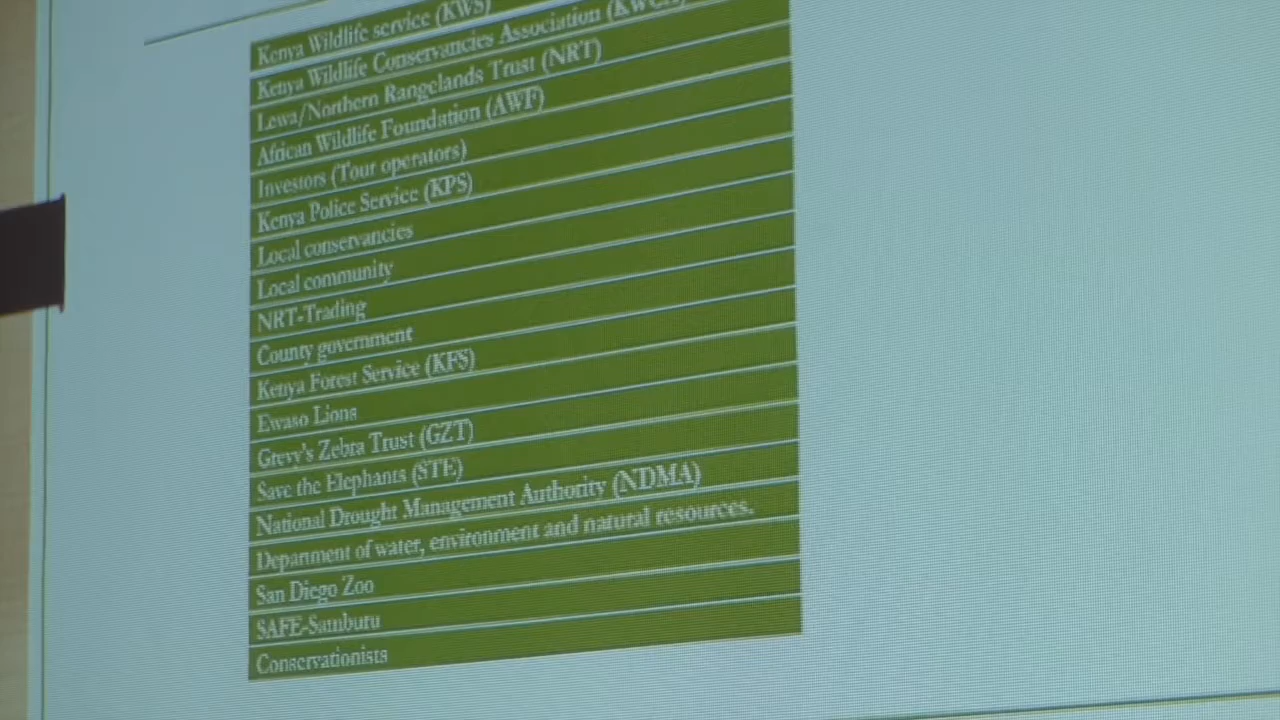 Kenya Wildlife service (KWS)
Kenya Wildlife Conservancies Association (KWCA)
Lewa/Northern Rangelands Trust (NRT)
African Wildlife Foundation (AWF)
Investors (Tour operators)
Kenya Police Service (KPS)
Local conservancies
Local community
NRT-Trading
County government
Kenya Forest Service (KFS)
Ewaso Lions
Grevy's Zebra Trust (GZT)
Save the Elephants (STE)
National Drought Management Authority (NDMA)
Department of water, environment and natural resources.
San Diego Zoo
SAFE-Samburu
Conservationists